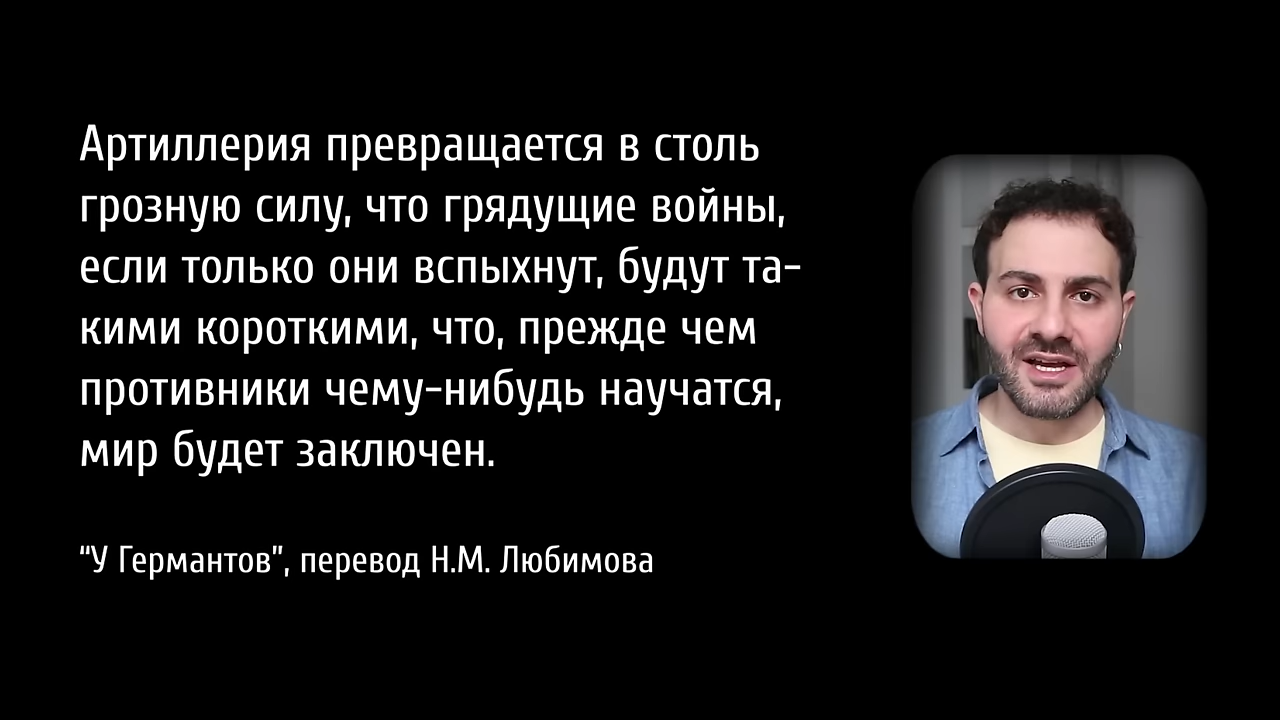 Артиллерия превращается в столь
грозную силу, что грядущие войны,
если только они вспыхнут, будут та-
кими короткими, что, прежде чем
противники чему-нибудь научатся,
мир будет заключен.
“У Германтов”, перевод Н.М. Любимова